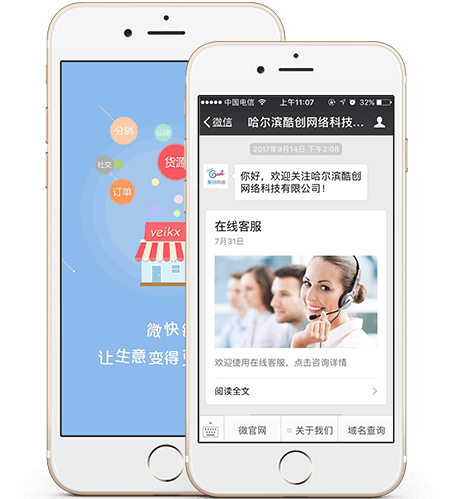 分销
品牌
社交
货源
订单
veikx
让生意变得
中国电信
上午11:07
32%
微信
哈尔滨酷创网络科技...
2017年9月14日 下午2:08
你好，欢迎关注哈尔滨酷创
网络科技有限公司！
在线客服
7月31日
欢迎使用在线客服，点击咨询详情
阅读全文
微官网
关于我们
域名查询